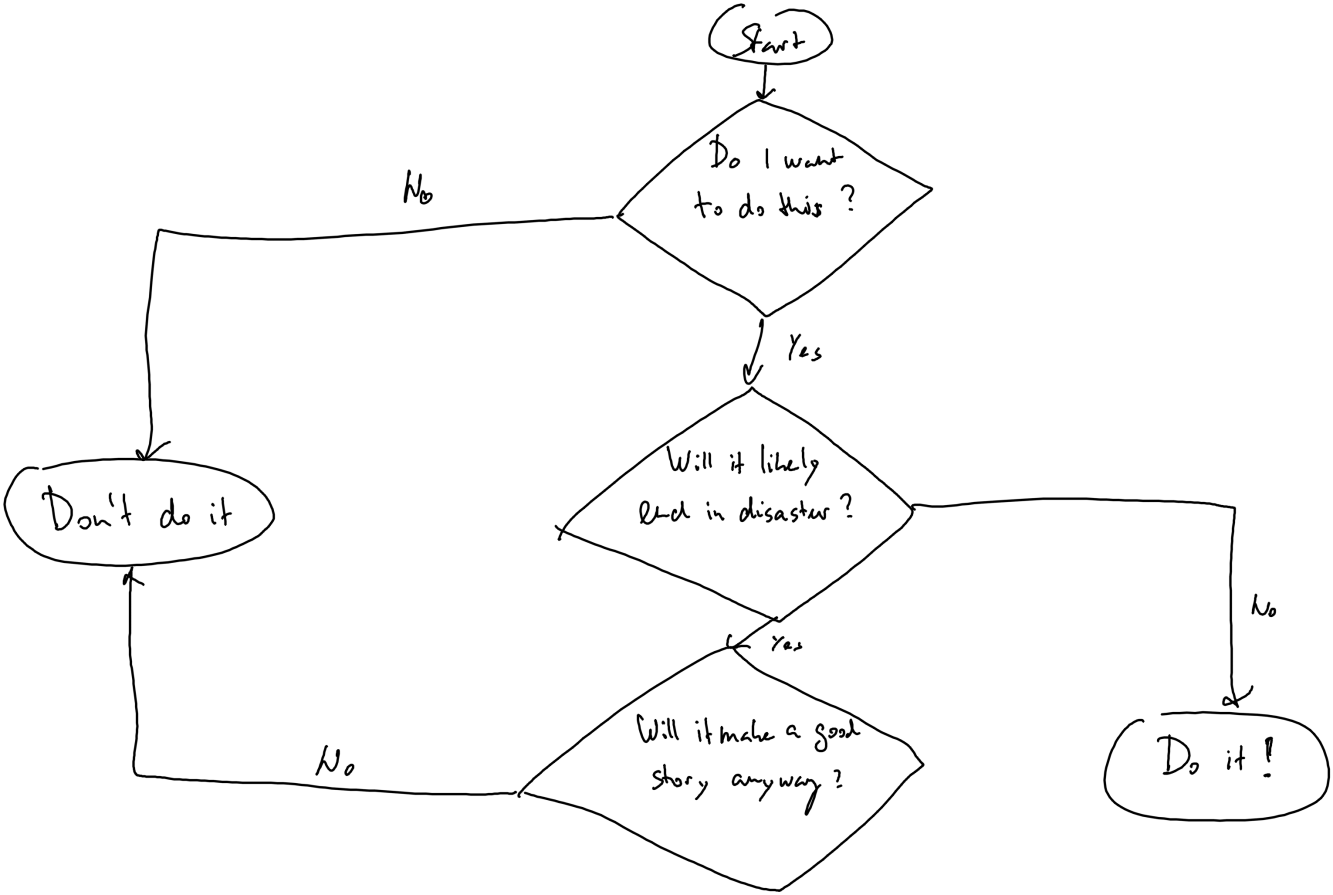 Start
Do I want
to do this?
No
Yes
Will it likely
end in disaster?
Don't do it
No
Yes
Will it make a good
story anyway?
No
Do it!